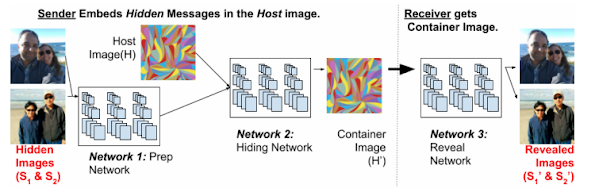 Sender Embeds Hidden Messages in the Host image.
Receiver gets
Container Image.
Host
Image(H)
Network 1: Prep
Network
Network 2:
Hiding Network
Container
Image
(H')
Network 3:
Reveal
Network
Hidden
Images
(S1 & S2)
Revealed
Images
(S1' & S2')